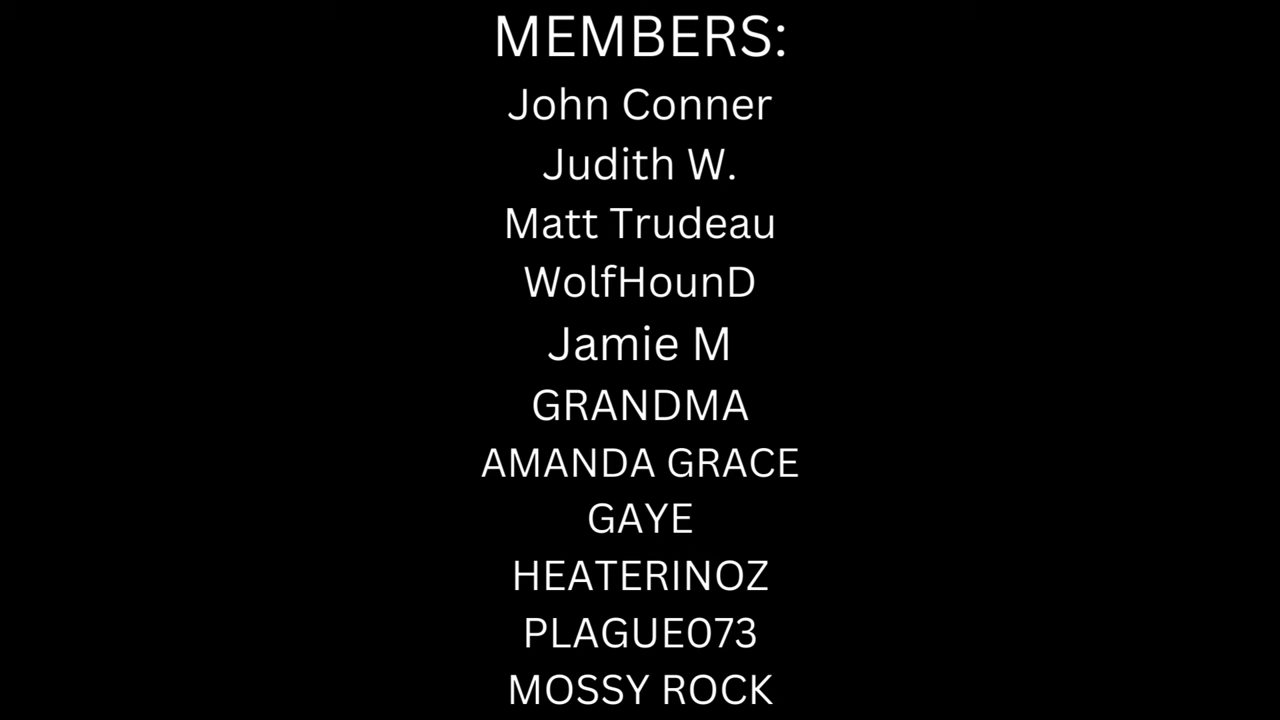 MEMBERS:
John Conner
Judith W.
Matt Trudeau
WolfHounD
Jamie M
GRANDMA
AMANDA GRACE
GAYE
HEATERINOZ
PLAGUE073
MOSSY ROCK